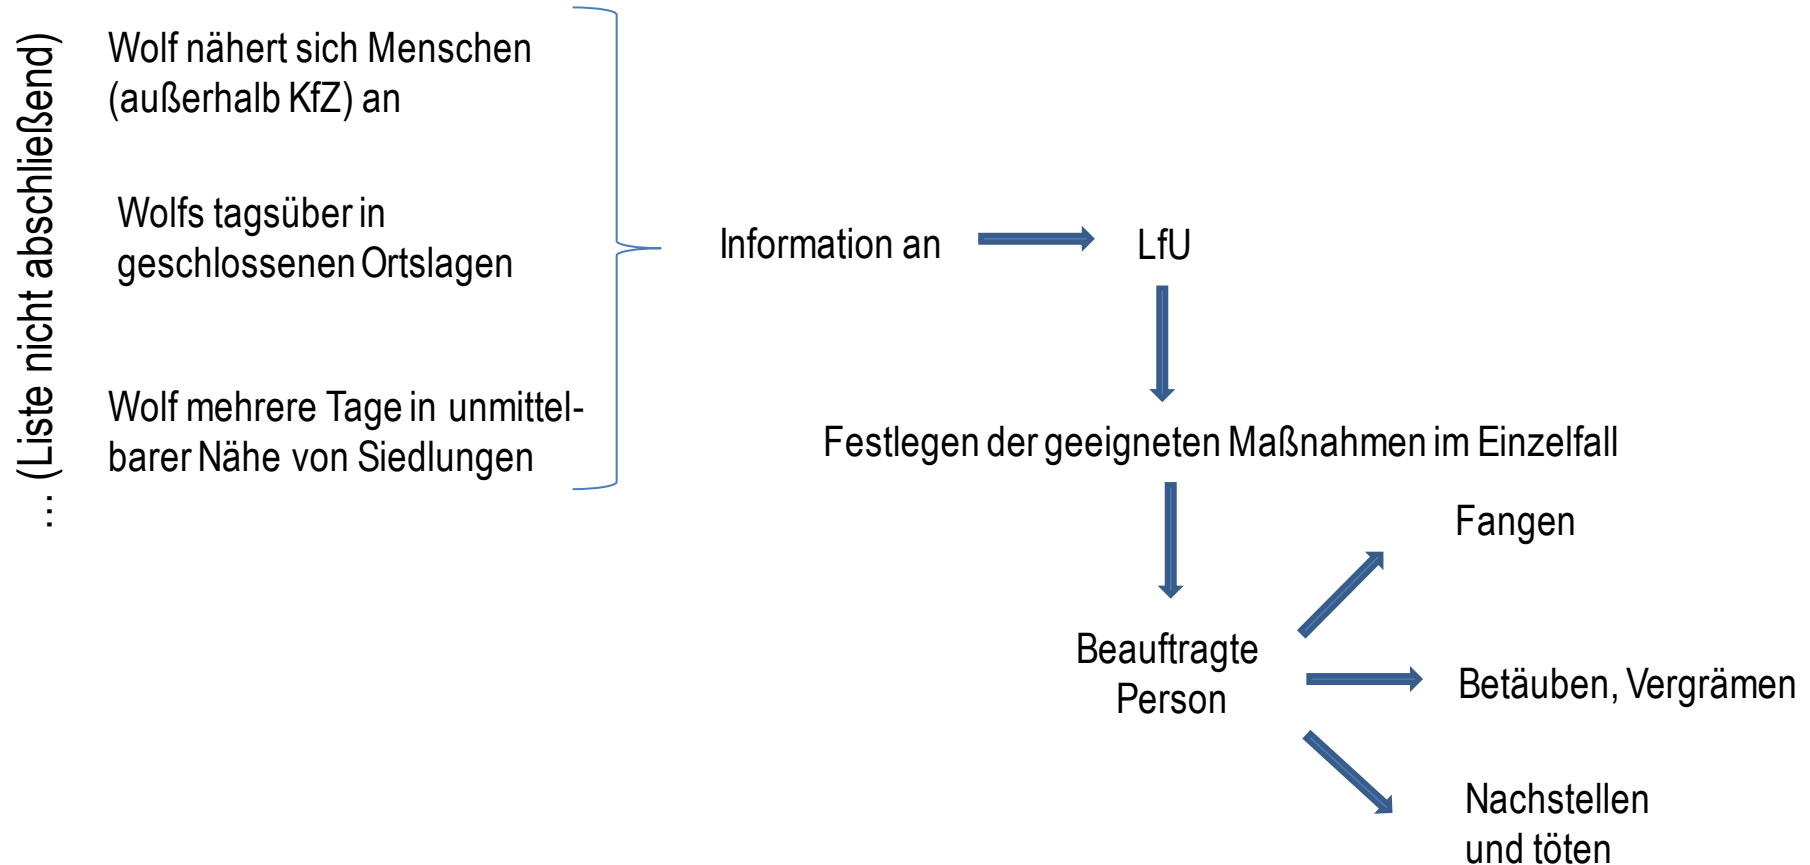 … (Liste nicht abschließend)
Wolf nähert sich Menschen
(außerhalb KfZ) an
Wolfs tagsüber in
geschlossenen Ortslagen
Wolf mehrere Tage in unmittel-
barer Nähe von Siedlungen
Information an
LfU
Festlegen der geeigneten Maßnahmen im Einzelfall
Beauftragte
Person
Fangen
Betäuben, Vergrämen
Nachstellen
und töten